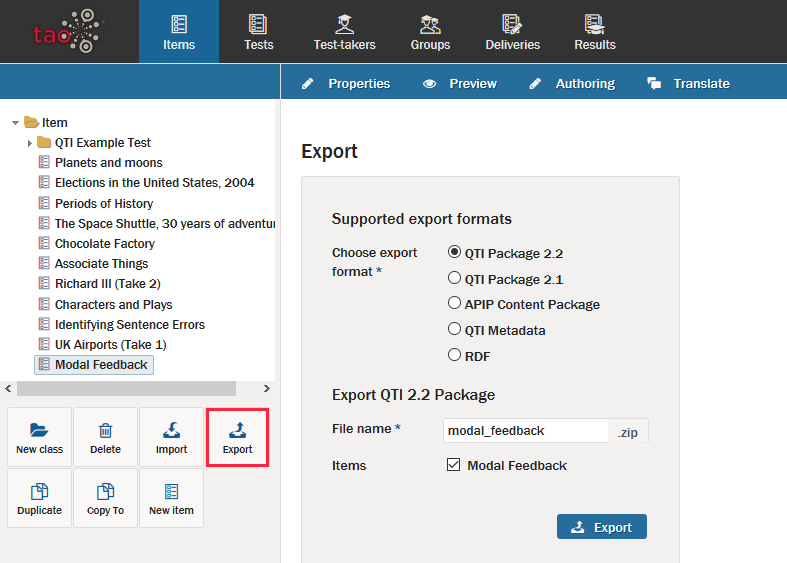 tao
Items
Tests
Test-takers
Groups
Deliveries
Results
Properties
Preview
Authoring
Translate
Item
QTI Example Test
Planets and moons
Elections in the United States, 2004
Periods of History
The Space Shuttle, 30 years of adventur
Chocolate Factory
Associate Things
Richard III (Take 2)
Characters and Plays
Identifying Sentence Errors
UK Airports (Take 1)
Modal Feedback
New class
Delete
Import
Export
Duplicate
Copy To
New item
Export
Supported export formats
Choose export
format *
QTI Package 2.2
QTI Package 2.1
APIP Content Package
QTI Metadata
RDF
Export QTI 2.2 Package
File name *
modal_feedback
.zip
Items
Modal Feedback
Export